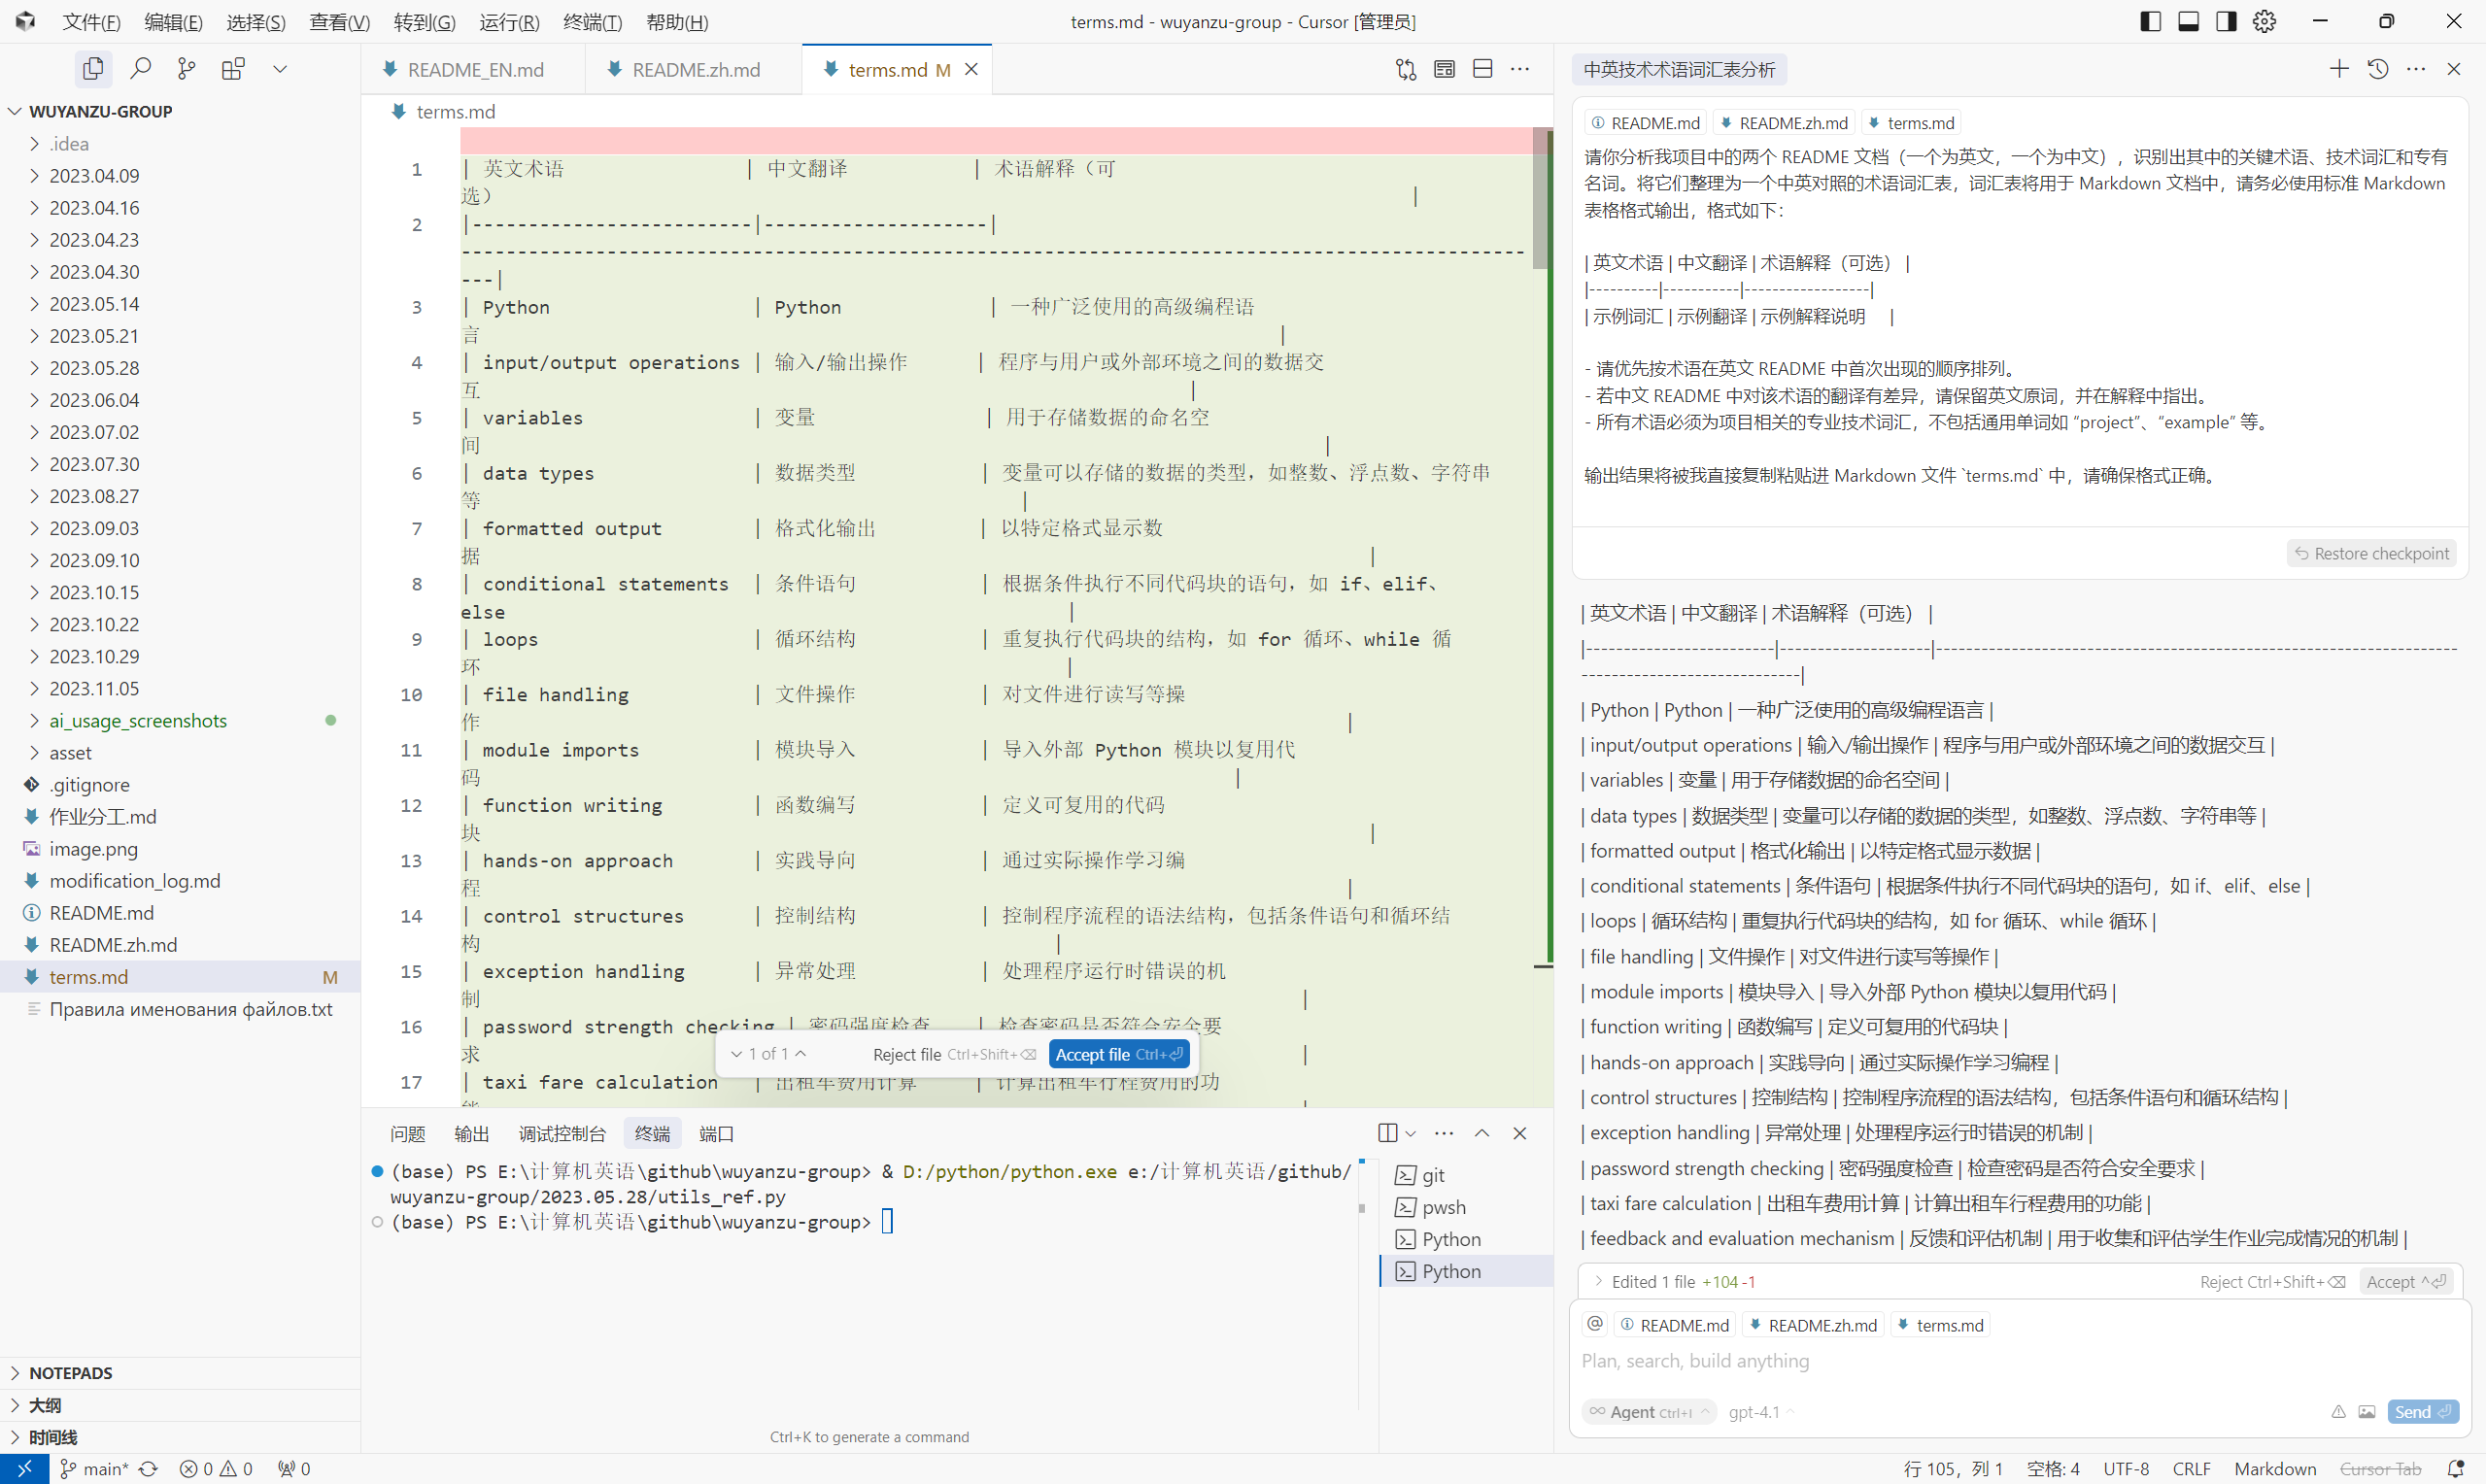 文件(F) 编辑(E) 选择(S) 查看(V) 转到(G) 运行(R) 终端(T) 帮助(H)
terms.md - wuyanzu-group - Cursor [管理员]
README_EN.md README.zh.md terms.md M
terms.md
WUYANZU-GROUP
.idea
2023.04.09
2023.04.16
2023.04.23
2023.04.30
2023.05.14
2023.05.21
2023.05.28
2023.06.04
2023.07.02
2023.07.30
2023.08.27
2023.09.03
2023.09.10
2023.10.15
2023.10.22
2023.10.29
2023.11.05
ai_usage_screenshots
asset
.gitignore
作业分工.md
image.png
modification_log.md
README.md
README.zh.md
terms.md M
Правила именования файлов.txt
NOTEPADS
大纲
时间线
1 | 英文术语 | 中文翻译 | 术语解释（可
选） |
2 |-------------------------|--------------------|
-----------------------------------------------------------------------------------------------
---|
3 | Python | Python | 一种广泛使用的高级编程语
言 |
4 | input/output operations | 输入/输出操作 | 程序与用户或外部环境之间的数据交
互 |
5 | variables | 变量 | 用于存储数据的命名空
间 |
6 | data types | 数据类型 | 变量可以存储的数据的类型，如整数、浮点数、字符串
等 |
7 | formatted output | 格式化输出 | 以特定格式显示数
据 |
8 | conditional statements | 条件语句 | 根据条件执行不同代码块的语句，如 if、elif、
else |
9 | loops | 循环结构 | 重复执行代码块的结构，如 for 循环、while 循
环 |
10 | file handling | 文件操作 | 对文件进行读写等操
作 |
11 | module imports | 模块导入 | 导入外部 Python 模块以复用代
码 |
12 | function writing | 函数编写 | 定义可复用的代码
块 |
13 | hands-on approach | 实践导向 | 通过实际操作学习编
程 |
14 | control structures | 控制结构 | 控制程序流程的语法结构，包括条件语句和循环结
构 |
15 | exception handling | 异常处理 | 处理程序运行时错误的机
制 |
16 | password strength checking | 密码强度检查 | 检查密码是否符合安全要
求 |
17 | taxi fare calculation | 出租车费用计算 | 计算出租车行程费用的功
能 |
1 of 1 Reject file Ctrl+Shift+⌫ Accept file Ctrl+⏎
问题 输出 调试控制台 终端 端口
(base) PS E:\计算机英语\github\wuyanzu-group> & D:/python/python.exe e:/计算机英语/github/
wuyanzu-group/2023.05.28/utils_ref.py
(base) PS E:\计算机英语\github\wuyanzu-group>
git
pwsh
Python
Python
Ctrl+K to generate a command
中英技术术语词汇表分析
README.md README.zh.md terms.md
请你分析我项目中的两个 README 文档（一个为英文，一个为中文），识别出其中的关键术语、技术词汇和专有
名词。将它们整理为一个中英对照的术语词汇表，词汇表将用于 Markdown 文档中，请务必使用标准 Markdown
表格格式输出，格式如下：
| 英文术语 | 中文翻译 | 术语解释（可选） |
|----------|-----------|------------------|
| 示例词汇 | 示例翻译 | 示例解释说明 |
- 请优先按术语在英文 README 中首次出现的顺序排列。
- 若中文 README 中对该术语的翻译有差异，请保留英文原词，并在解释中指出。
- 所有术语必须为项目相关的专业技术词汇，不包括通用单词如 “project”、“example” 等。
输出结果将被我直接复制粘贴进 Markdown 文件 `terms.md` 中，请确保格式正确。
Restore checkpoint
| 英文术语 | 中文翻译 | 术语解释（可选） |
|-------------------------|--------------------|---------------------------------------------------------------------
-----------------------------|
| Python | Python | 一种广泛使用的高级编程语言 |
| input/output operations | 输入/输出操作 | 程序与用户或外部环境之间的数据交互 |
| variables | 变量 | 用于存储数据的命名空间 |
| data types | 数据类型 | 变量可以存储的数据的类型，如整数、浮点数、字符串等 |
| formatted output | 格式化输出 | 以特定格式显示数据 |
| conditional statements | 条件语句 | 根据条件执行不同代码块的语句，如 if、elif、else |
| loops | 循环结构 | 重复执行代码块的结构，如 for 循环、while 循环 |
| file handling | 文件操作 | 对文件进行读写等操作 |
| module imports | 模块导入 | 导入外部 Python 模块以复用代码 |
| function writing | 函数编写 | 定义可复用的代码块 |
| hands-on approach | 实践导向 | 通过实际操作学习编程 |
| control structures | 控制结构 | 控制程序流程的语法结构，包括条件语句和循环结构 |
| exception handling | 异常处理 | 处理程序运行时错误的机制 |
| password strength checking | 密码强度检查 | 检查密码是否符合安全要求 |
| taxi fare calculation | 出租车费用计算 | 计算出租车行程费用的功能 |
| feedback and evaluation mechanism | 反馈和评估机制 | 用于收集和评估学生作业完成情况的机制 |
Edited 1 file +104 -1 Reject Ctrl+Shift+⌫ Accept ^⏎
@ README.md README.zh.md terms.md
Plan, search, build anything
∞ Agent Ctrl+I gpt-4.1 Send ⏎
main* 0 0 0 行 105，列 1 空格: 4 UTF-8 CRLF Markdown Cursor Tab